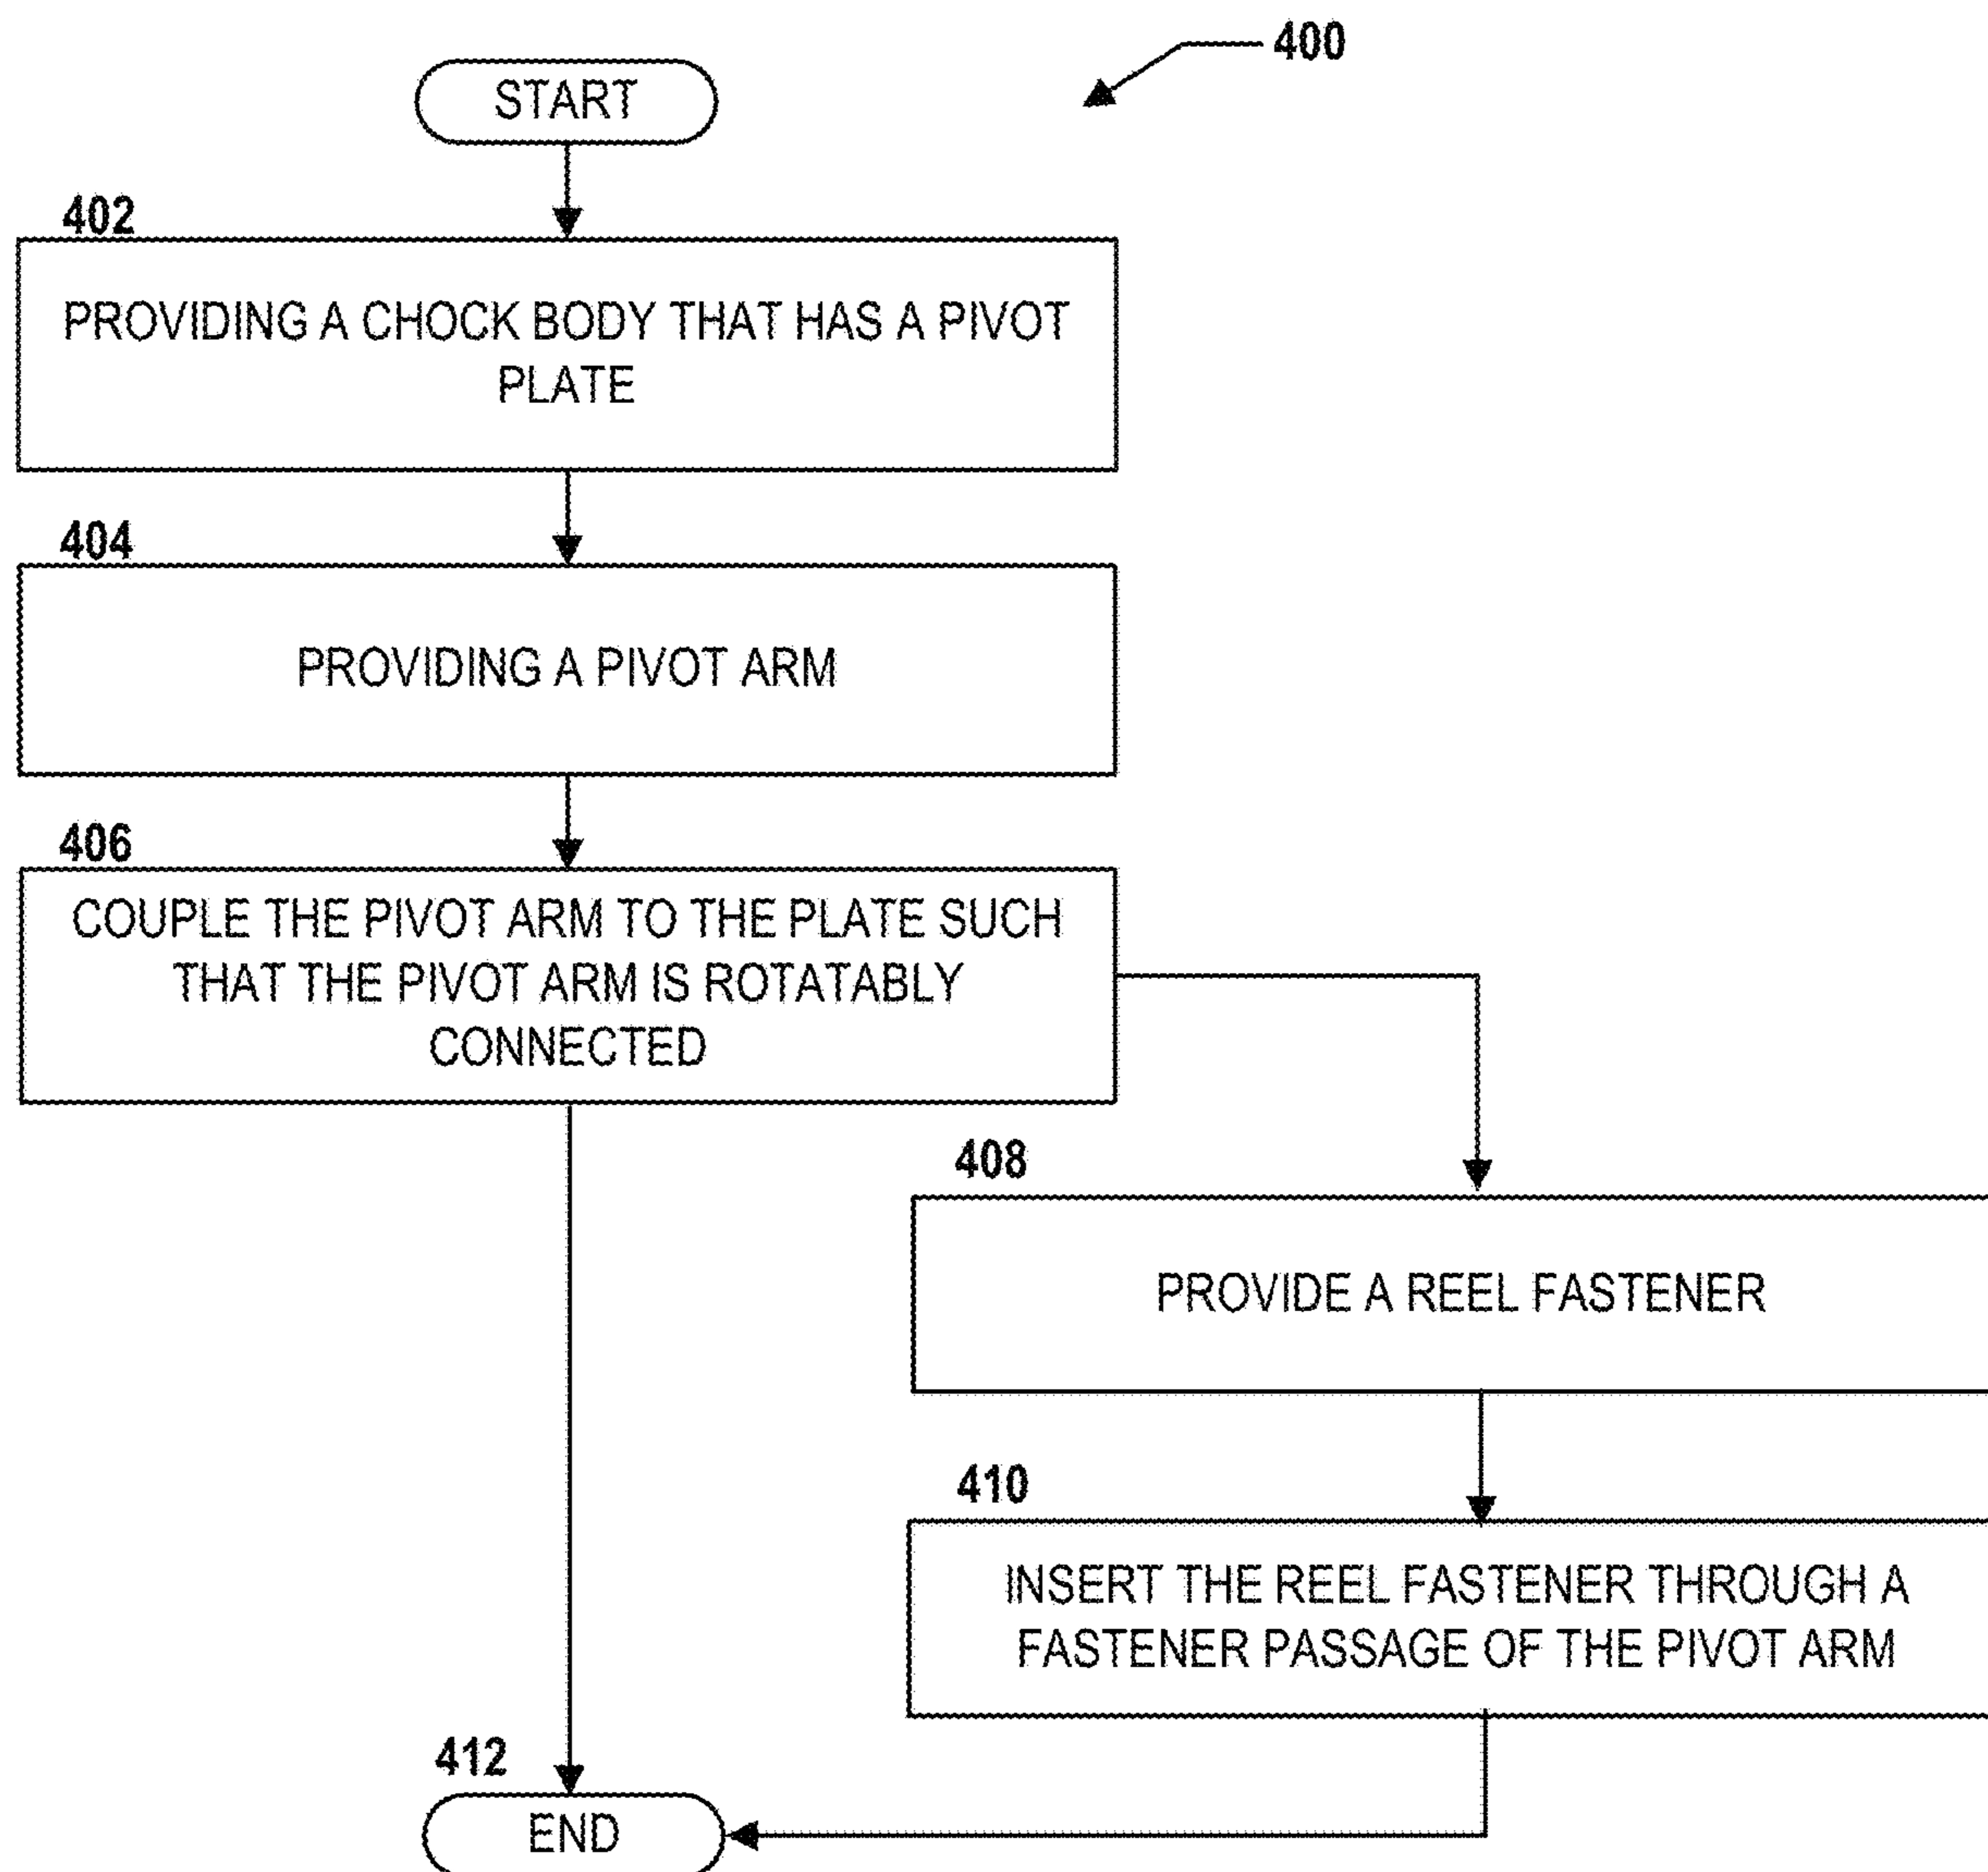 400
START
402
PROVIDING A CHOCK BODY THAT HAS A PIVOT
PLATE
404
PROVIDING A PIVOT ARM
406
COUPLE THE PIVOT ARM TO THE PLATE SUCH
THAT THE PIVOT ARM IS ROTATABLY
CONNECTED
408
PROVIDE A REEL FASTENER
410
INSERT THE REEL FASTENER THROUGH A
FASTENER PASSAGE OF THE PIVOT ARM
412
END